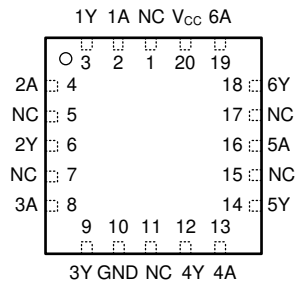 1Y 1A NC VCC 6A
3 2 1 20 19
2A 4 18 6Y
NC 5 17 NC
2Y 6 16 5A
NC 7 15 NC
3A 8 14 5Y
9 10 11 12 13
3Y GND NC 4Y 4A